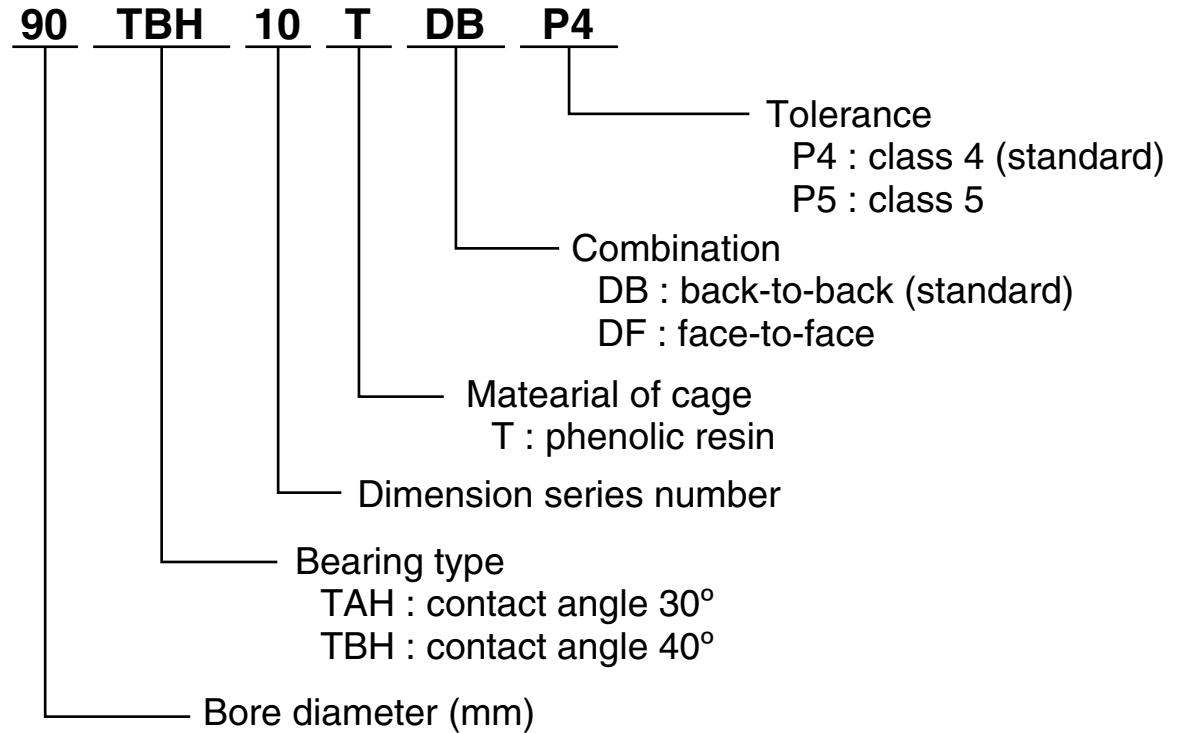 90 TBH 10 T DB P4
Tolerance
P4 : class 4 (standard)
P5 : class 5
Combination
DB : back-to-back (standard)
DF : face-to-face
Matearial of cage
T : phenolic resin
Dimension series number
Bearing type
TAH : contact angle 30º
TBH : contact angle 40º
Bore diameter (mm)